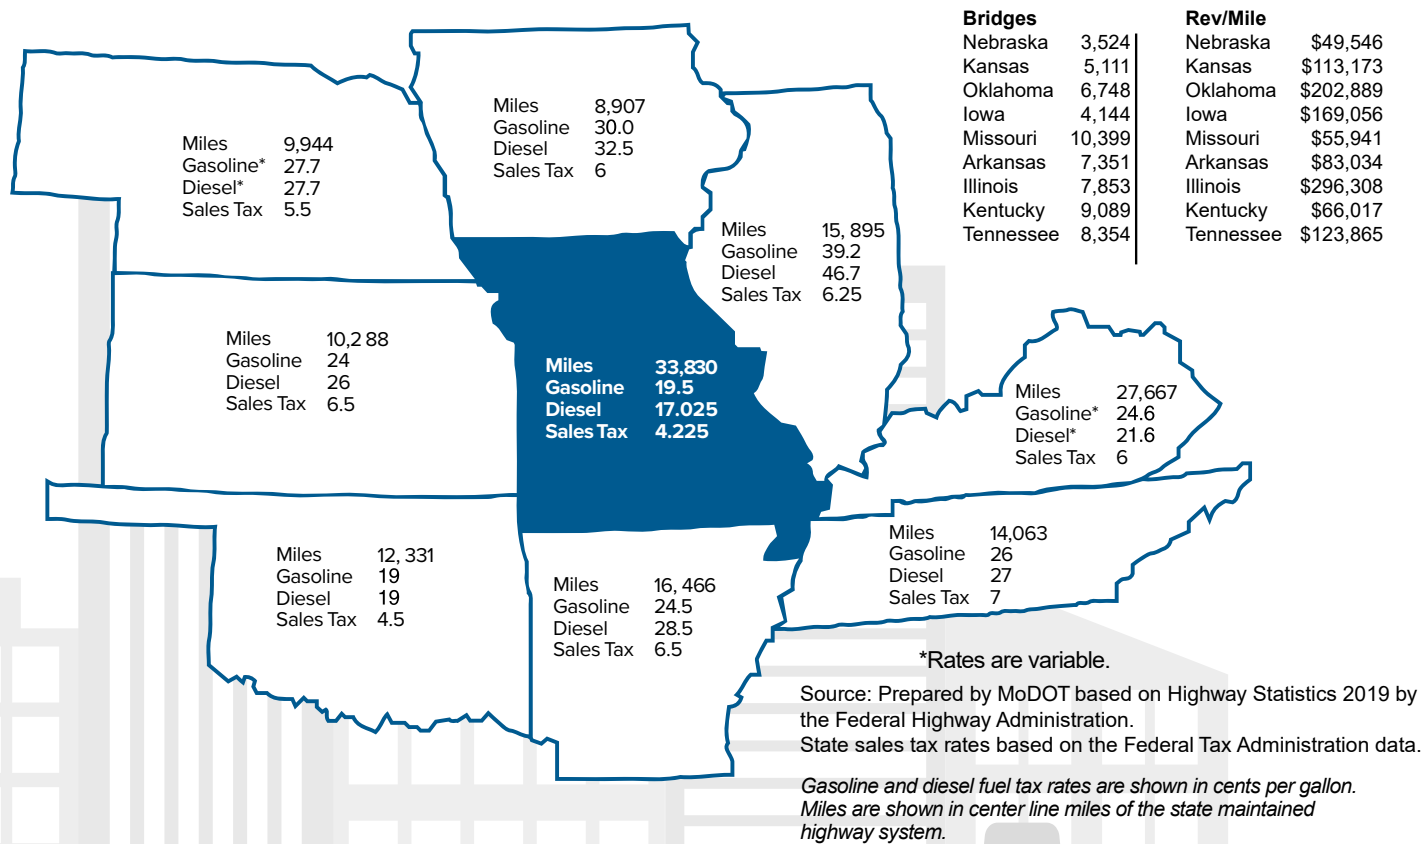 Bridges
Nebraska 3,524
Kansas 5,111
Oklahoma 6,748
Iowa 4,144
Missouri 10,399
Arkansas 7,351
Illinois 7,853
Kentucky 9,089
Tennessee 8,354
Rev/Mile
Nebraska $49,546
Kansas $113,173
Oklahoma $202,889
Iowa $169,056
Missouri $55,941
Arkansas $83,034
Illinois $296,308
Kentucky $66,017
Tennessee $123,865
Miles 8,907
Gasoline 30.0
Diesel 32.5
Sales Tax 6
Miles 9,944
Gasoline* 27.7
Diesel* 27.7
Sales Tax 5.5
Miles 15, 895
Gasoline 39.2
Diesel 46.7
Sales Tax 6.25
Miles 10,2 88
Gasoline 24
Diesel 26
Sales Tax 6.5
Miles 33,830
Gasoline 19.5
Diesel 17.025
Sales Tax 4.225
Miles 27,667
Gasoline* 24.6
Diesel* 21.6
Sales Tax 6
Miles 12, 331
Gasoline 19
Diesel 19
Sales Tax 4.5
Miles 16, 466
Gasoline 24.5
Diesel 28.5
Sales Tax 6.5
Miles 14,063
Gasoline 26
Diesel 27
Sales Tax 7
*Rates are variable.
Source: Prepared by MoDOT based on Highway Statistics 2019 by
the Federal Highway Administration.
State sales tax rates based on the Federal Tax Administration data.
Gasoline and diesel fuel tax rates are shown in cents per gallon.
Miles are shown in center line miles of the state maintained
highway system.